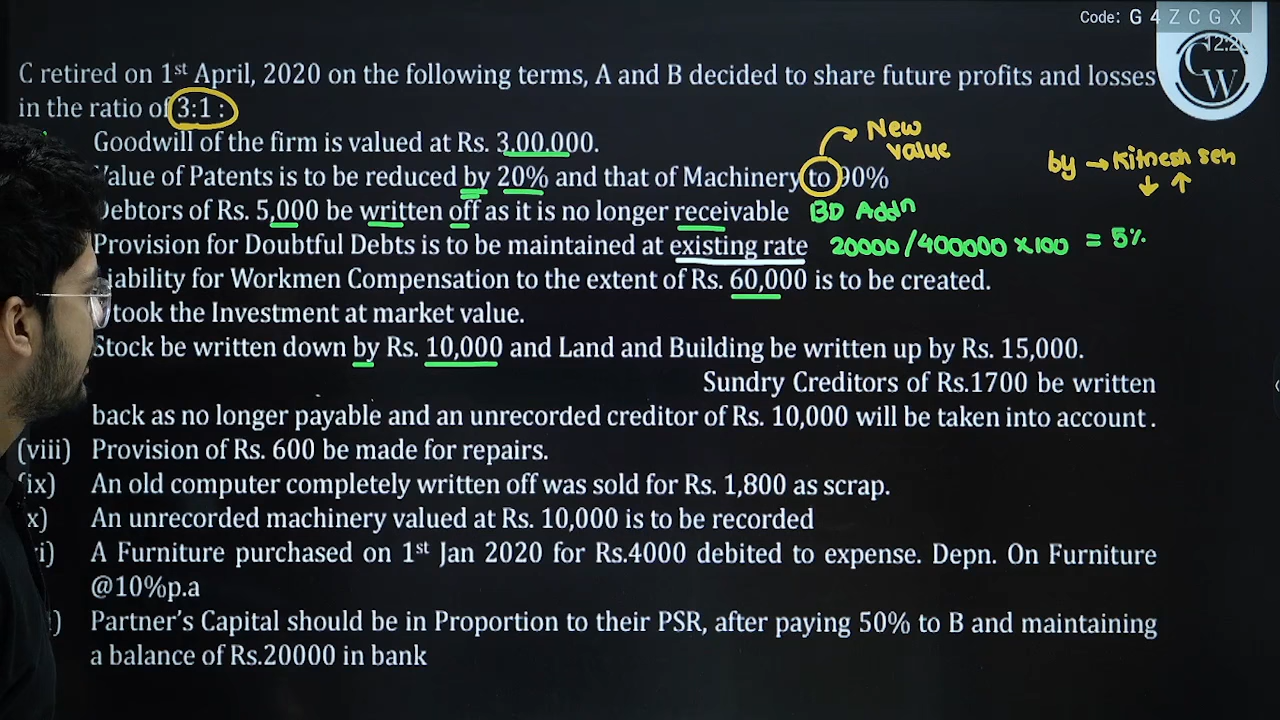 Code: G 4 Z C G X
CW
C retired on 1st April, 2020 on the following terms, A and B decided to share future profits and losses
in the ratio of 3:1 :
Goodwill of the firm is valued at Rs. 3,00,000.
New
value
by → Kitnesh seh
Value of Patents is to be reduced by 20% and that of Machinery to 90%
Debtors of Rs. 5,000 be written off as it is no longer receivable BD Addn
Provision for Doubtful Debts is to be maintained at existing rate 20000/400000 x100 = 5%
iability for Workmen Compensation to the extent of Rs. 60,000 is to be created.
took the Investment at market value.
Stock be written down by Rs. 10,000 and Land and Building be written up by Rs. 15,000.
Sundry Creditors of Rs.1700 be written
back as no longer payable and an unrecorded creditor of Rs. 10,000 will be taken into account.
(viii) Provision of Rs. 600 be made for repairs.
ix) An old computer completely written off was sold for Rs. 1,800 as scrap.
x) An unrecorded machinery valued at Rs. 10,000 is to be recorded
i) A Furniture purchased on 1st Jan 2020 for Rs.4000 debited to expense. Depn. On Furniture
@10%p.a
) Partner's Capital should be in Proportion to their PSR, after paying 50% to B and maintaining
a balance of Rs.20000 in bank